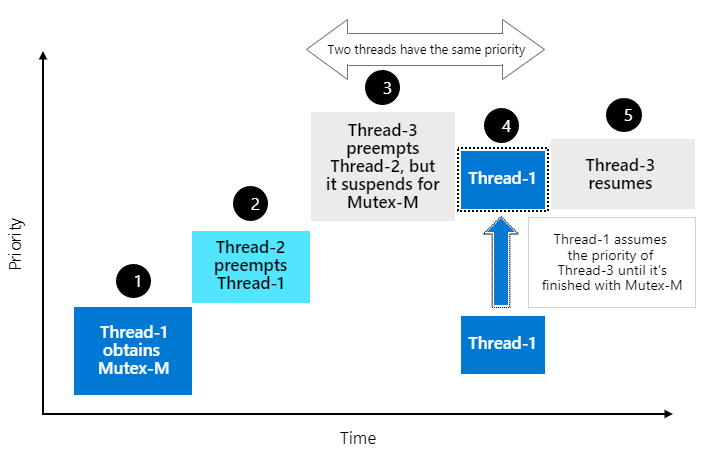 Two threads have the same priority
3
Thread-3
preempts
Thread-2, but
it suspends for
Mutex-M
4
Thread-1
5
Thread-3
resumes
2
Thread-2
preempts
Thread-1
Thread-1 assumes
the priority of
Thread-3 until it's
finished with Mutex-M
1
Thread-1
obtains
Mutex-M
Thread-1
Priority
Time